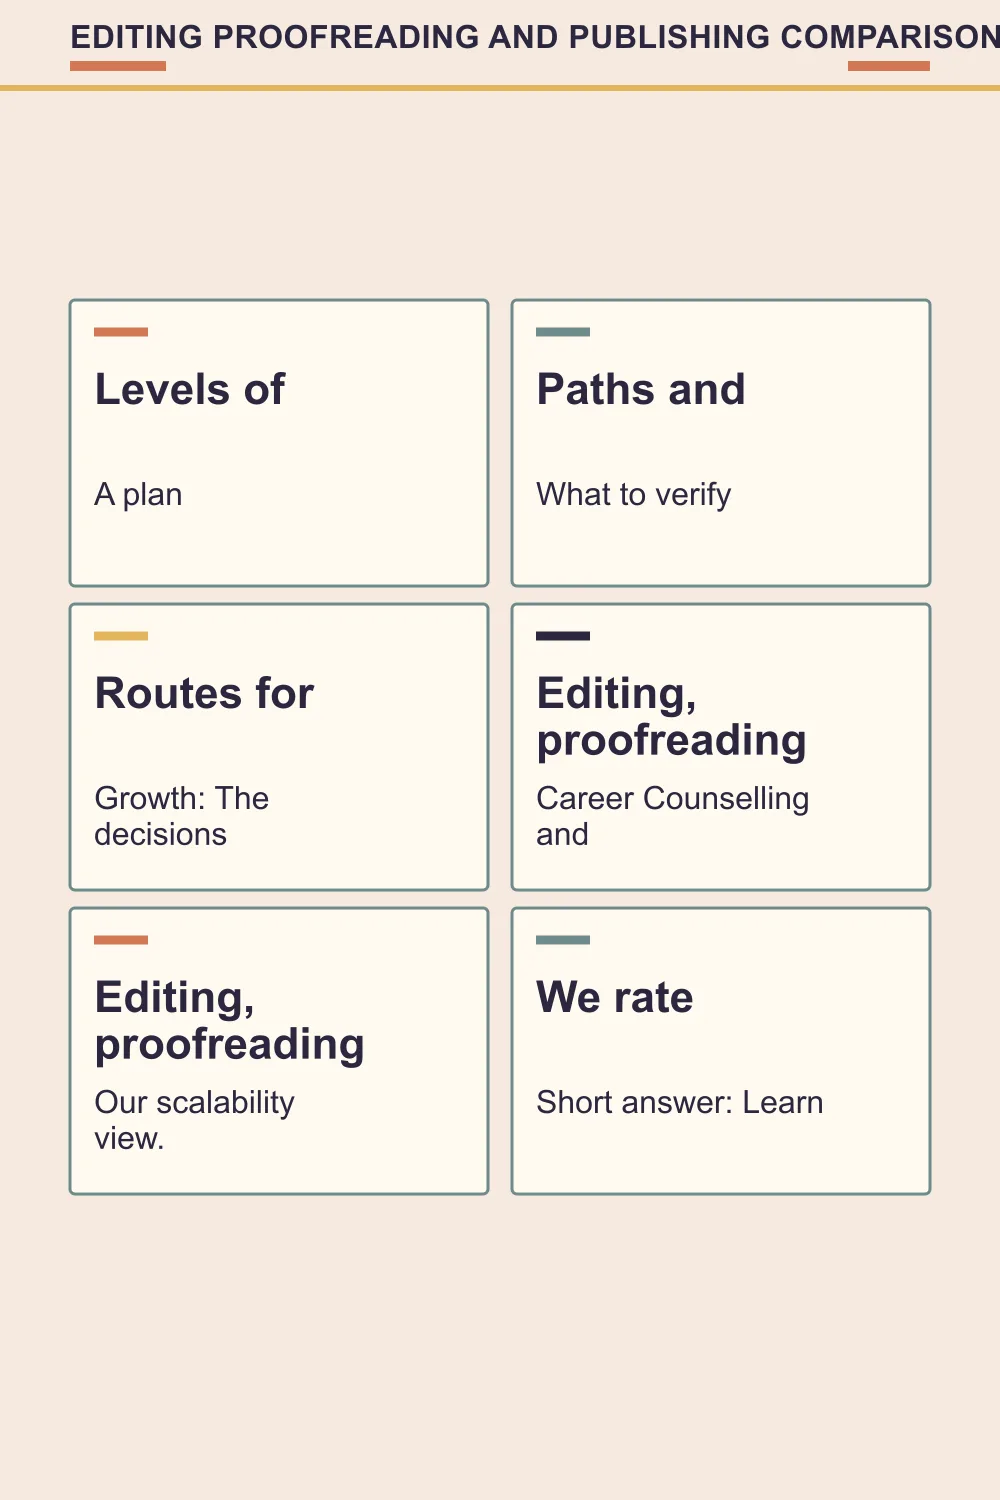 EDITING PROOFREADING AND PUBLISHING COMPARISON
Levels of
A plan
Paths and
What to verify
Routes for
Growth: The
decisions
Editing,
proofreading
Career Counselling
and
Editing,
proofreading
Our scalability
view.
We rate
Short answer: Learn